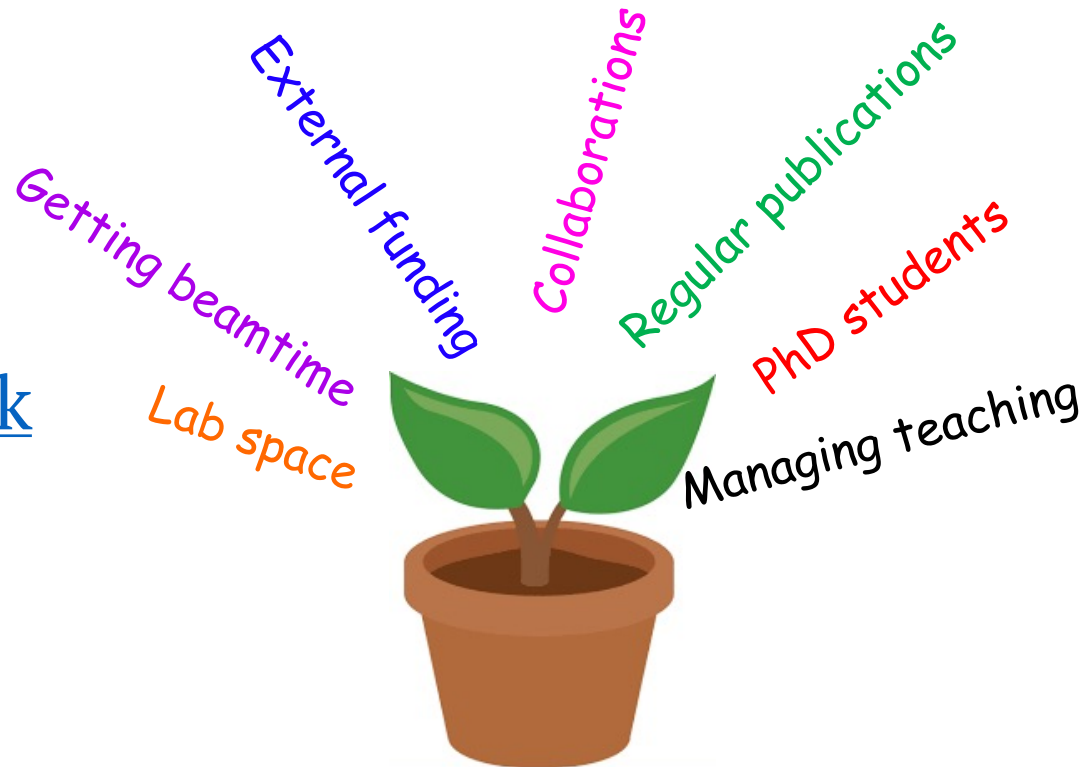 Getting beamtime
External funding
Collaborations
Regular publications
PhD students
Managing teaching
Lab space
k